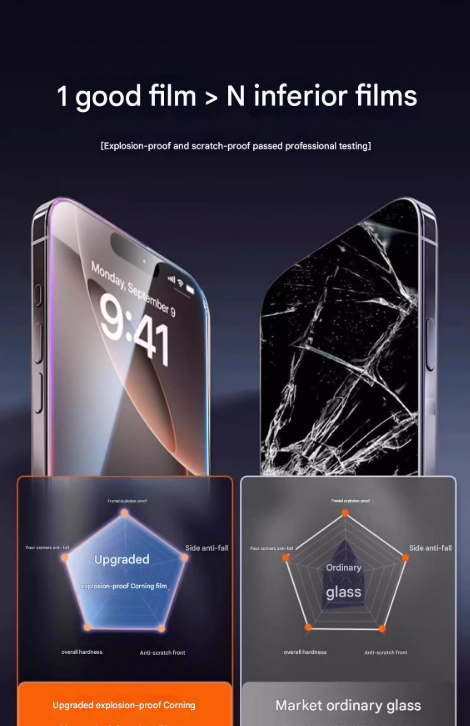 1 good film > N inferior films
[Explosion-proof and scratch-proof passed professional testing]
Monday, September 9
9:41
Frontal explosion-proof
Four corners anti-fall
Side anti-fall
Upgraded
explosion-proof Corning film
overall hardness
Anti-scratch front
Upgraded explosion-proof Corning
Frontal explosion-proof
Four corners anti-fall
Side anti-fall
Ordinary
glass
overall hardness
Anti-scratch front
Market ordinary glass